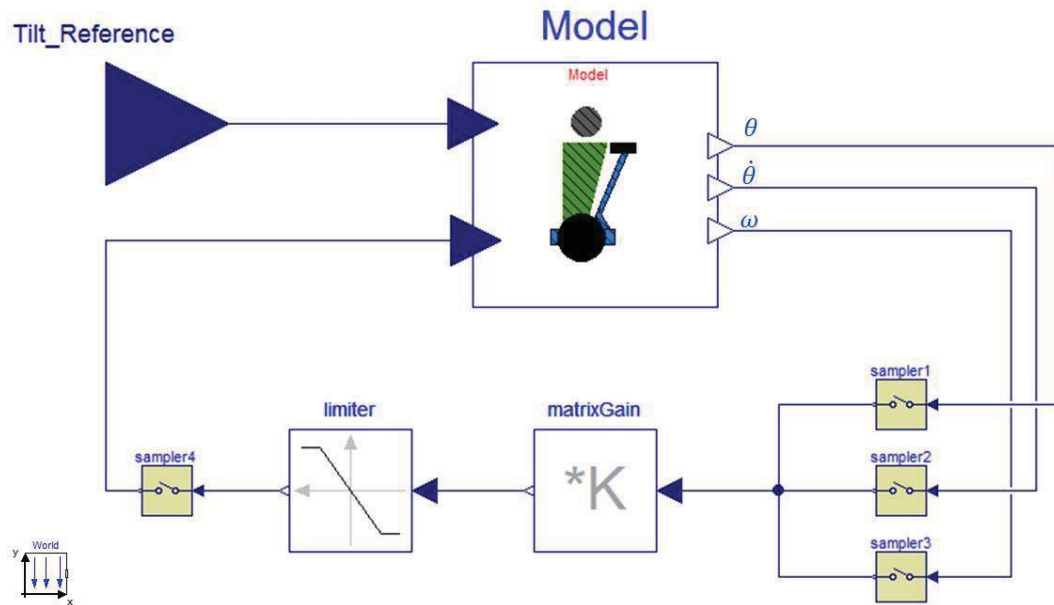 Model
Tilt_Reference
Model
θ
θ̇
ω
sampler1
limiter
matrixGain
sampler2
sampler4
*K
sampler3
World
y
x